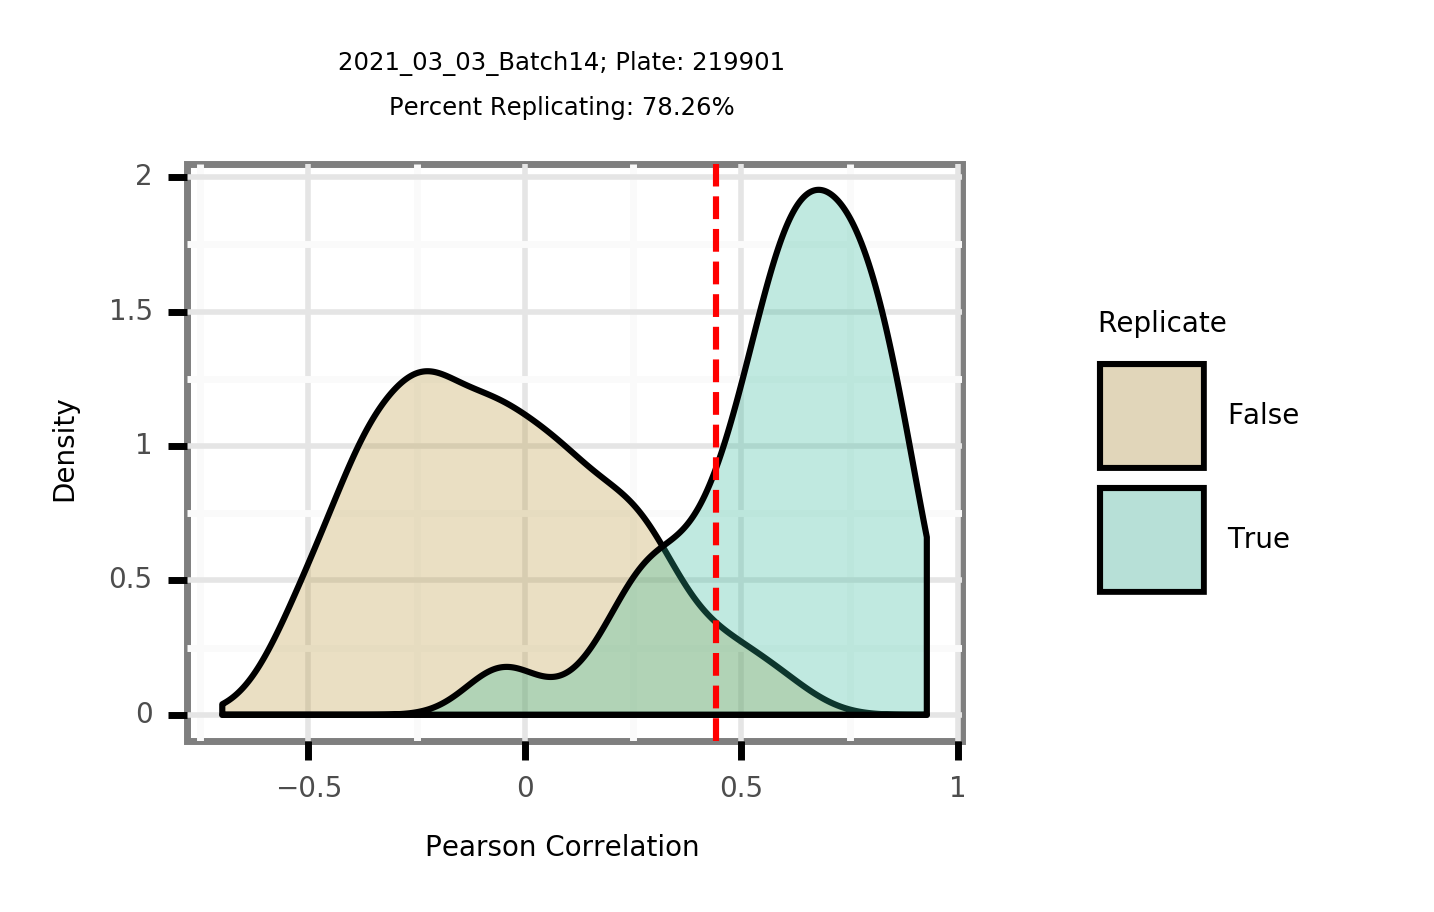 2021_03_03_Batch14; Plate: 219901
Percent Replicating: 78.26%
2
1.5
1
0.5
0
Density
−0.5 0 0.5 1
Pearson Correlation
Replicate
False
True